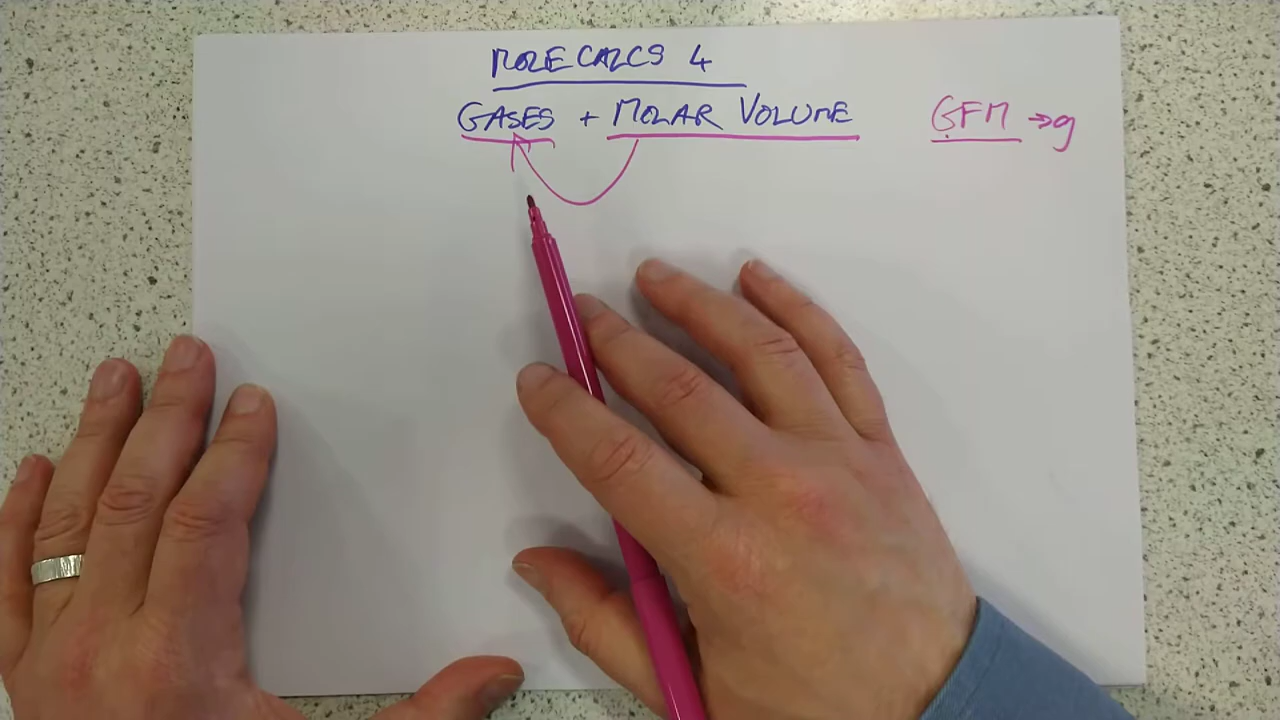 MOLE CALCS 4
GASES + MOLAR VOLUME
GFM → g